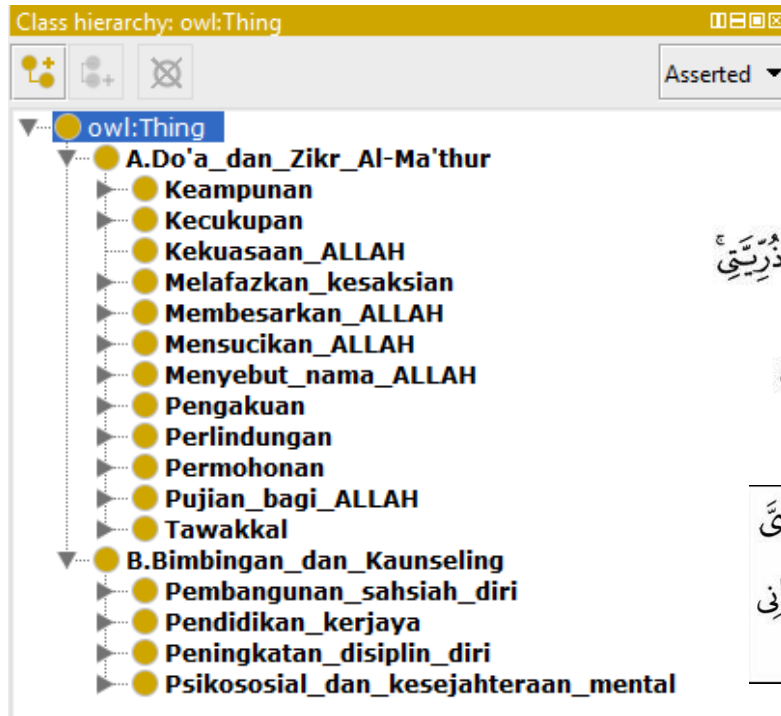 Class hierarchy: owl:Thing
Asserted
owl:Thing
A.Do'a_dan_Zikr_Al-Ma'thur
Keampunan
Kecukupan
Kekuasaan_ALLAH
Melafazkan_kesaksian
Membesarkan_ALLAH
Mensucikan_ALLAH
Menyebut_nama_ALLAH
Pengakuan
Perlindungan
Permohonan
Pujian_bagi_ALLAH
Tawakkal
B.Bimbingan_dan_Kaunseling
Pembangunan_sahsiah_diri
Pendidikan_kerjaya
Peningkatan_disiplin_diri
Psikososial_dan_kesejahteraan_mental
ذُرِّيَّتِي ۚ